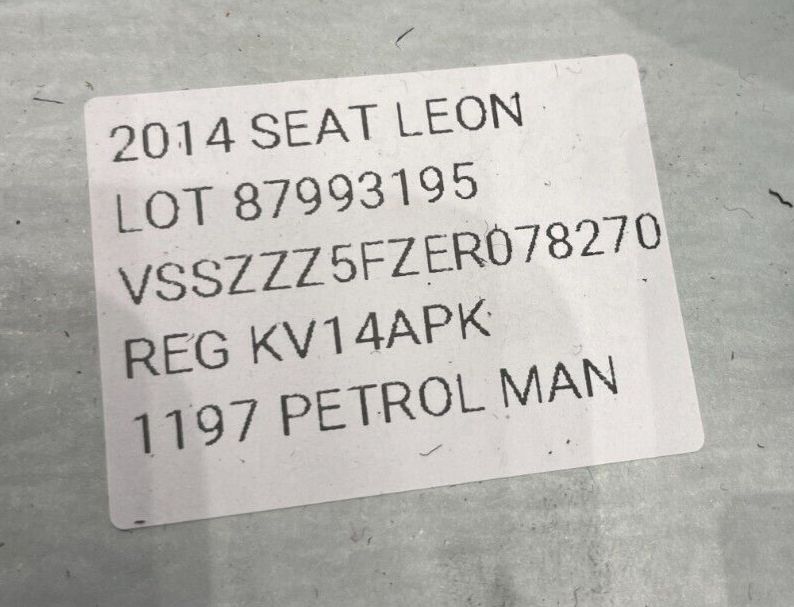 2014 SEAT LEON
LOT 87993195
VSSZZZ5FZER078270
REG KV14APK
1197 PETROL MAN